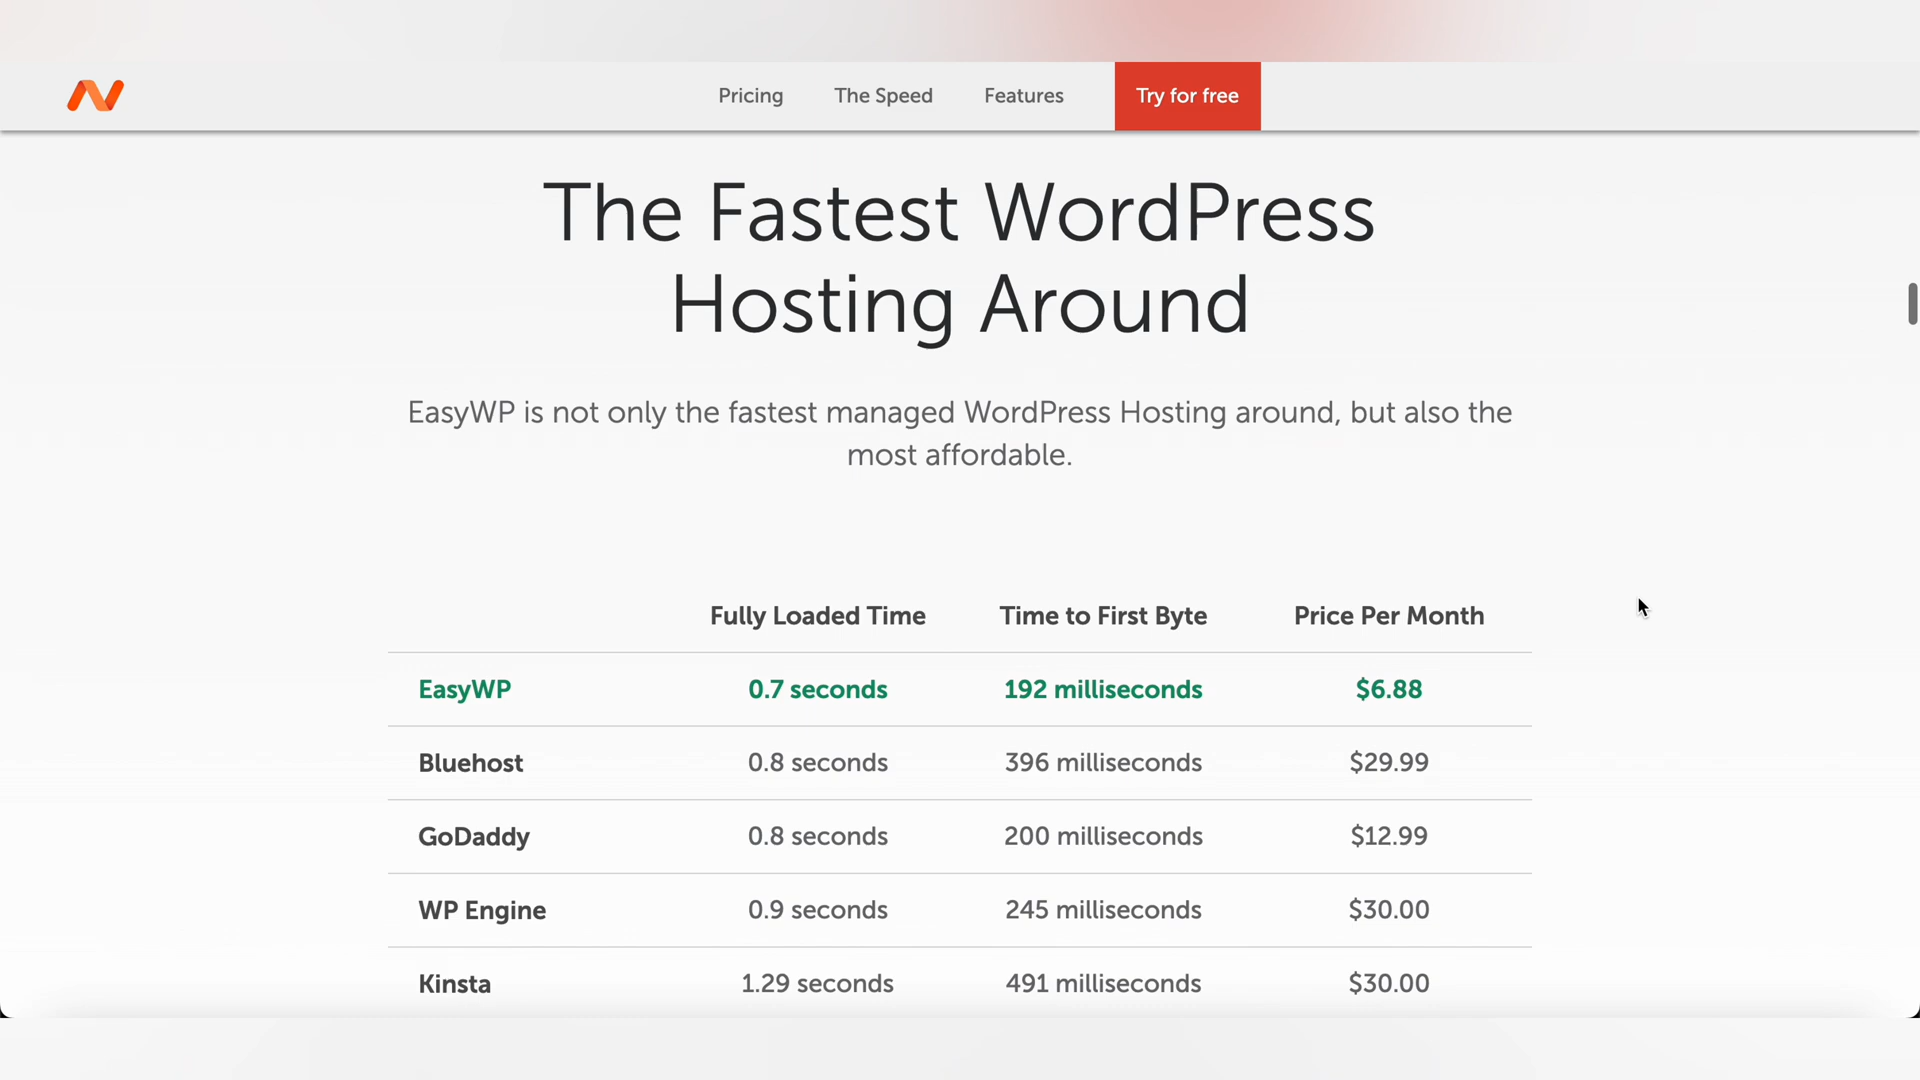 Pricing The Speed Features Try for free
The Fastest WordPress
Hosting Around
EasyWP is not only the fastest managed WordPress Hosting around, but also the
most affordable.
Fully Loaded Time Time to First Byte Price Per Month
EasyWP 0.7 seconds 192 milliseconds $6.88
Bluehost 0.8 seconds 396 milliseconds $29.99
GoDaddy 0.8 seconds 200 milliseconds $12.99
WP Engine 0.9 seconds 245 milliseconds $30.00
Kinsta 1.29 seconds 491 milliseconds $30.00